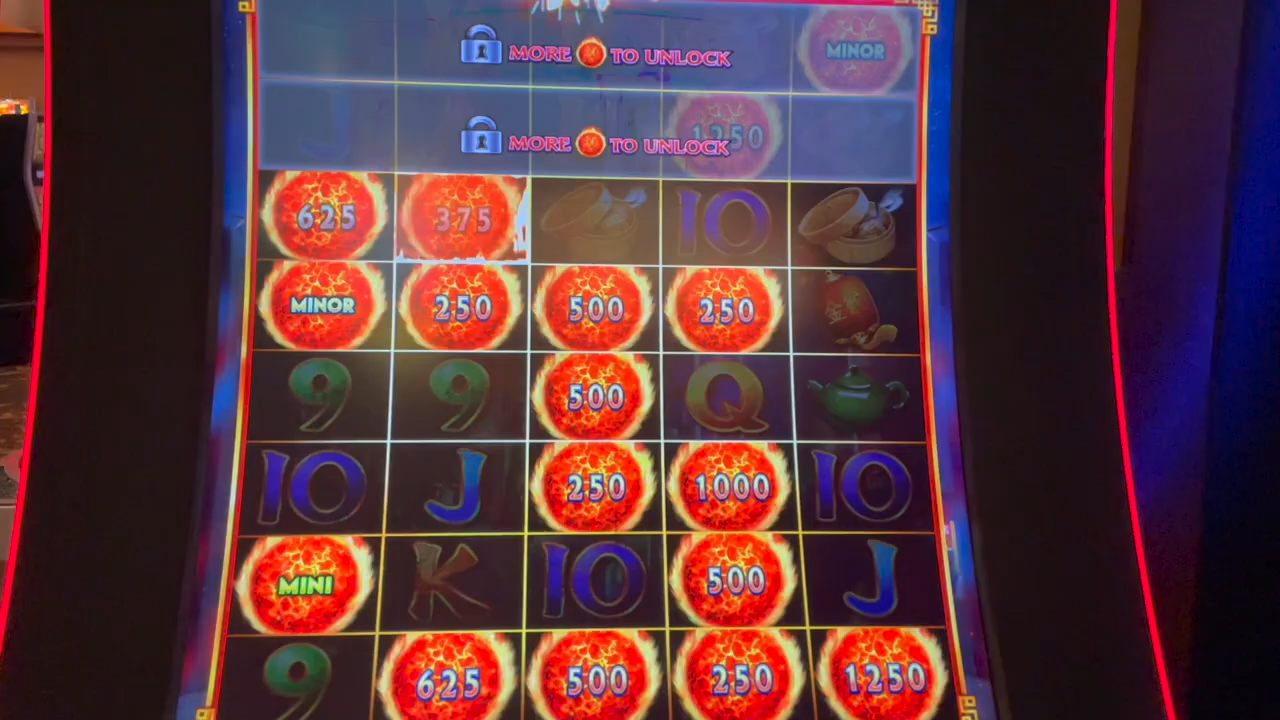 MORE TO UNLOCK MINOR
MORE TO UNLOCK 1250
625 375 10
MINOR 250 500 250
9 9 500 Q
10 J 250 1000 10
MINI K 10 500 J
9 625 500 250 1250